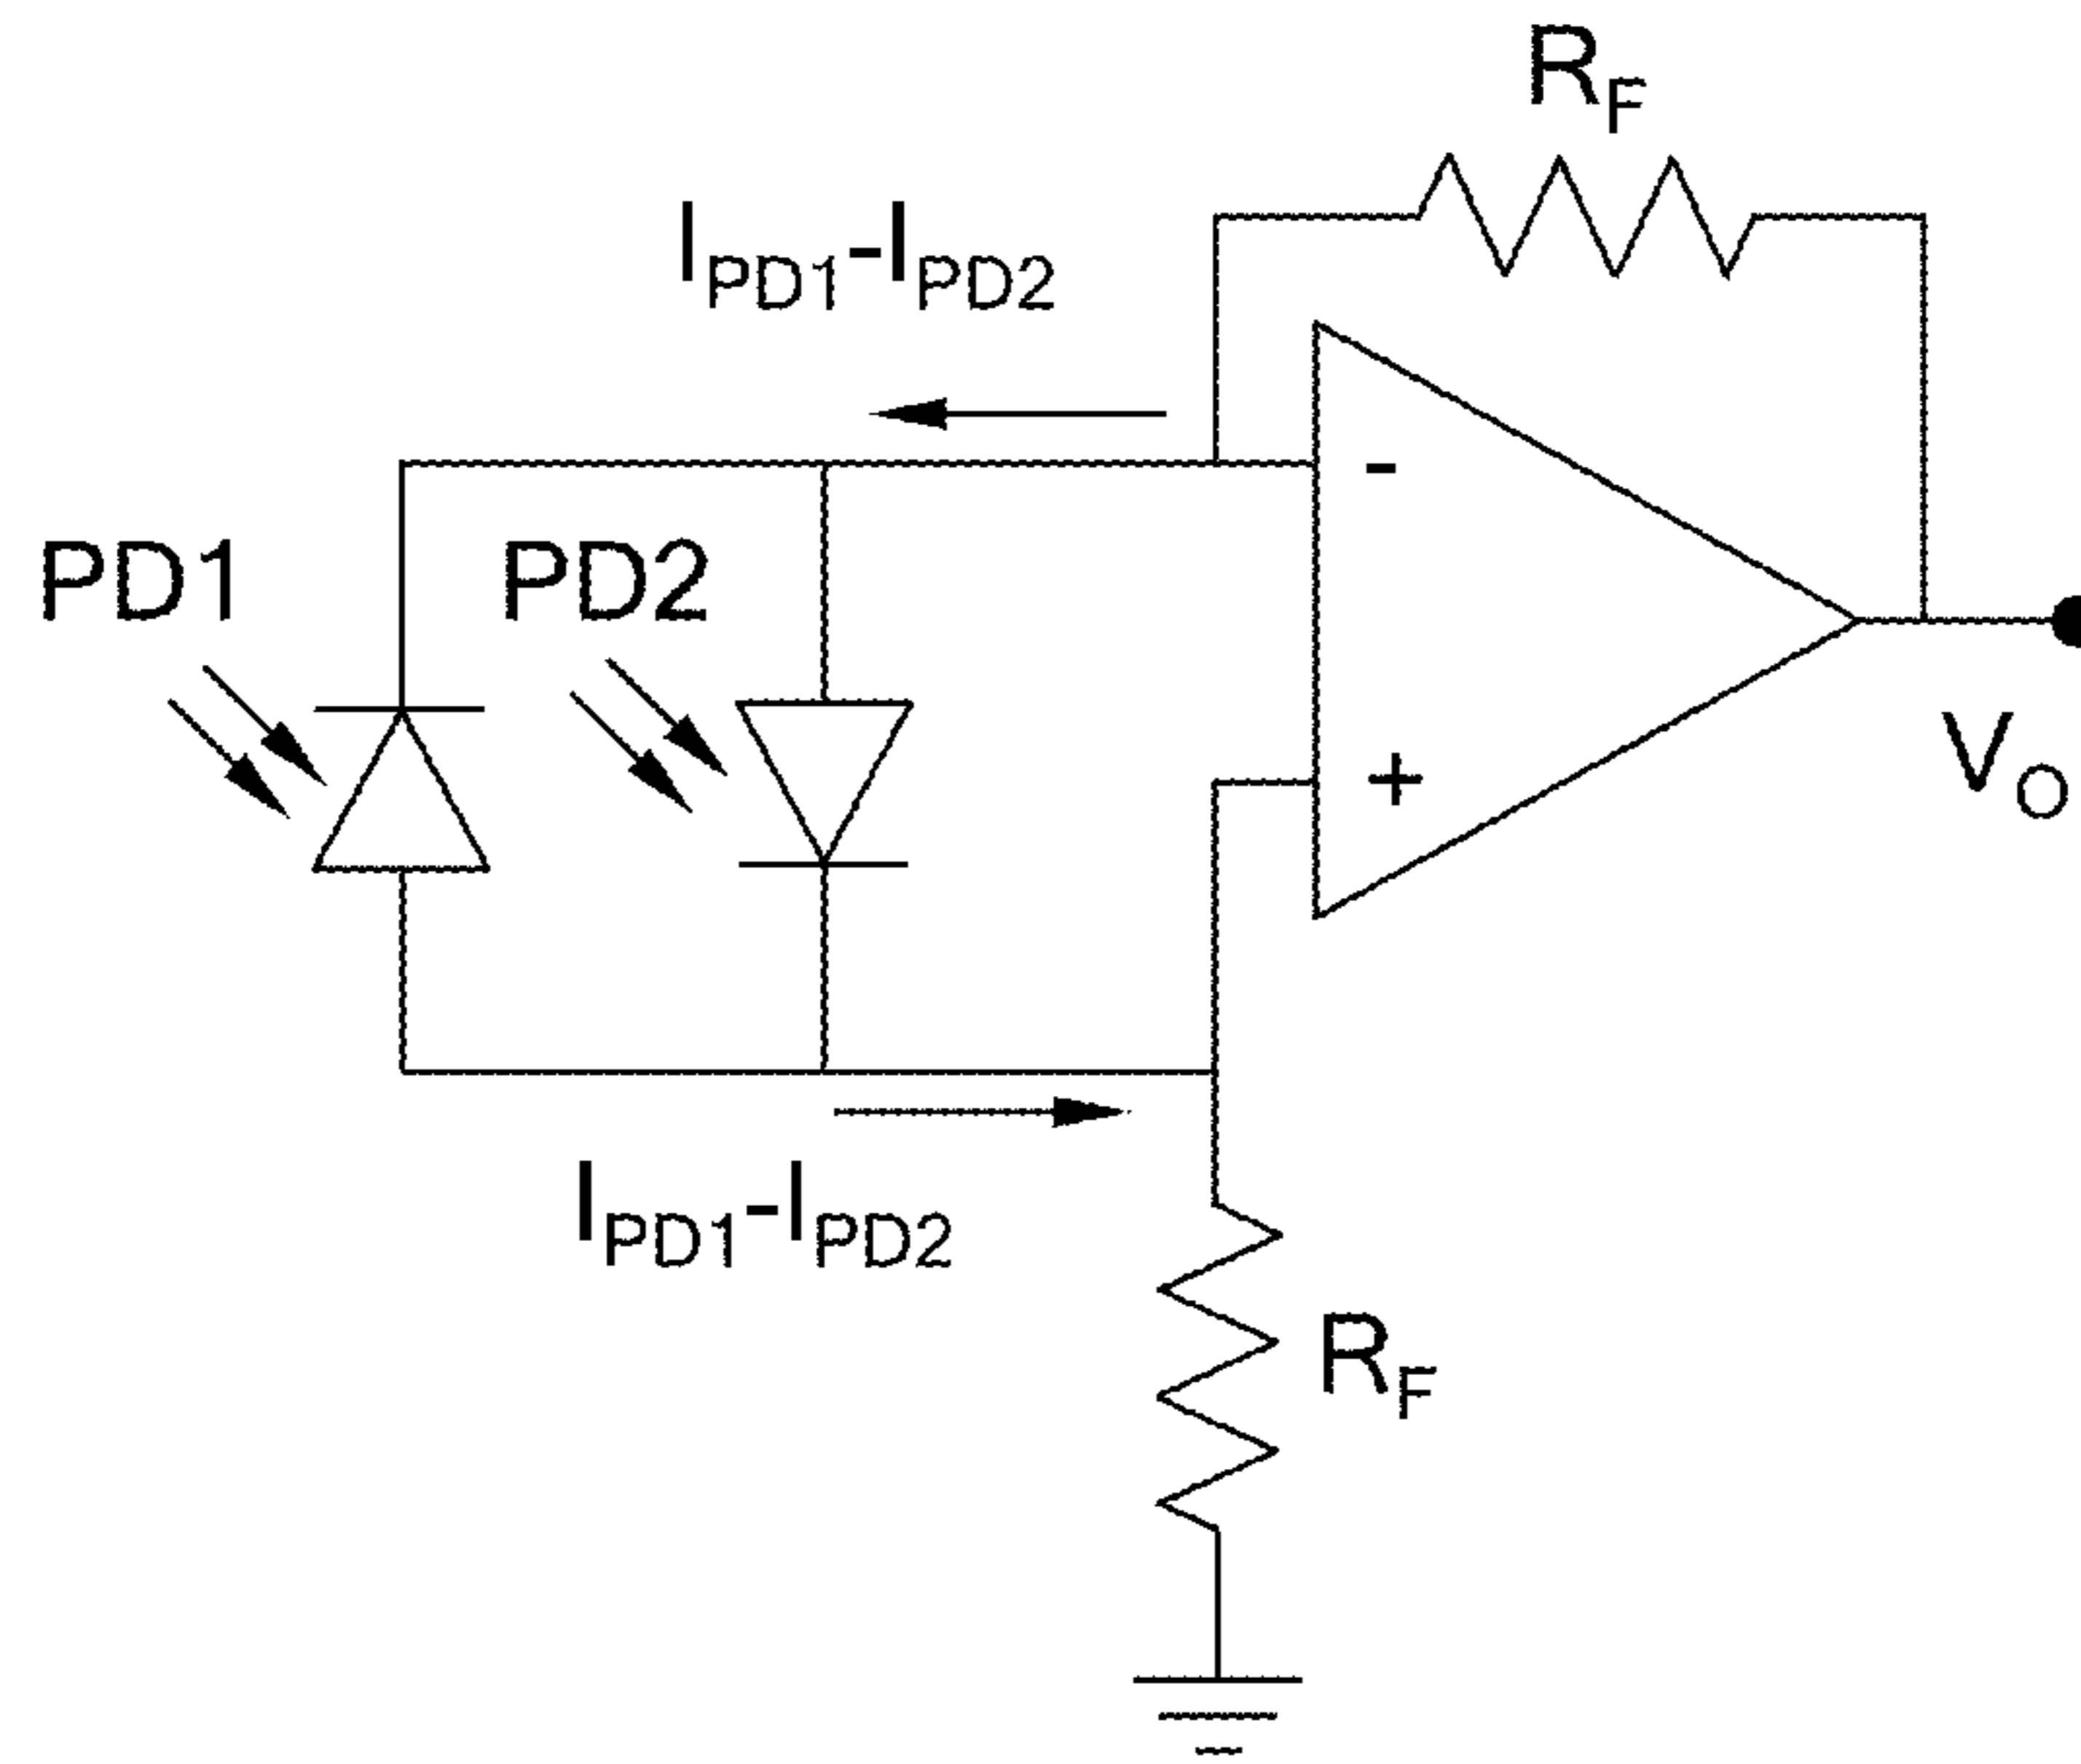 R_F
I_PD1-I_PD2
-
PD1 PD2
+
V_O
I_PD1-I_PD2
R_F